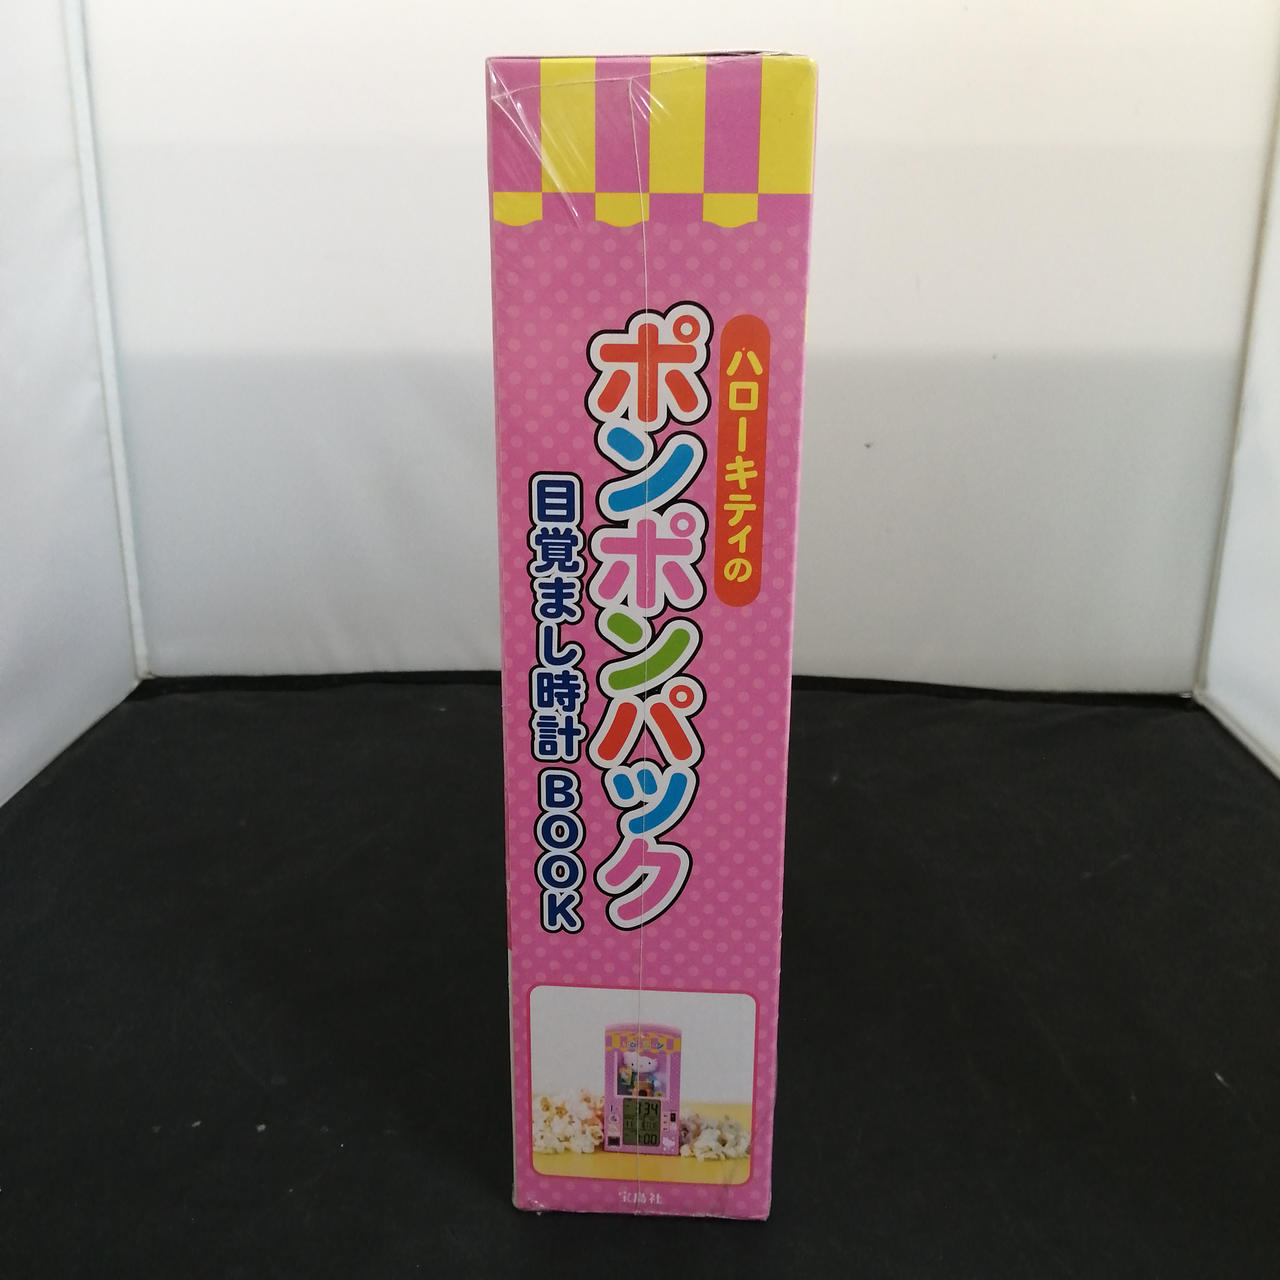 ハローキティの
ポンポンパック
目覚まし時計 BOOK
宝島社